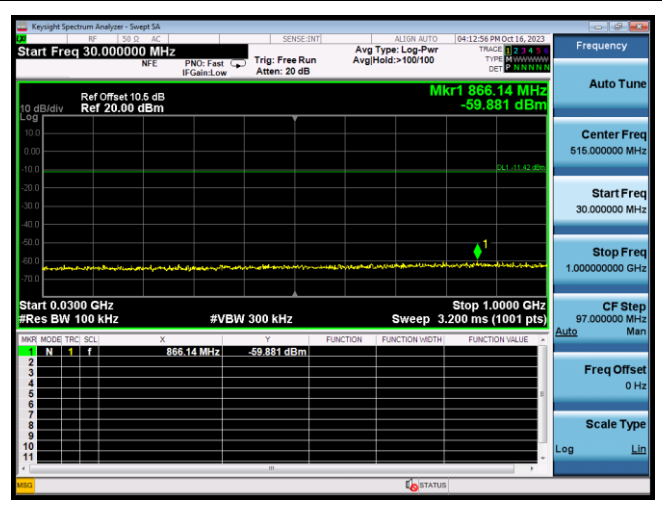 Keysight Spectrum Analyzer - Swept SA
RF 50 Ω AC SENSE:INT ALIGN AUTO 04:12:56 PM Oct 16, 2023
Start Freq 30.000000 MHz
NFE PNO: Fast IFGain:Low
Trig: Free Run
Atten: 20 dB
Avg Type: Log-Pwr
Avg|Hold:>100/100
TRACE 1 2 3 4 5 6
TYPE M W W W W W
DET P N N N N N
Mkr1 866.14 MHz
-59.881 dBm
Ref Offset 10.5 dB
10 dB/div Ref 20.00 dBm
Log
10.0
0.00
-10.0
DL1 -11.42 dBm
-20.0
-30.0
-40.0
-50.0
1
-60.0
-70.0
Start 0.0300 GHz Stop 1.0000 GHz
#Res BW 100 kHz #VBW 300 kHz Sweep 3.200 ms (1001 pts)
MKR MODE TRC SCL X Y FUNCTION FUNCTION WIDTH FUNCTION VALUE
1 N 1 f 866.14 MHz -59.881 dBm
2
3
4
5
6
7
8
9
10
11
MSG STATUS
Frequency
Auto Tune
Center Freq
515.000000 MHz
Start Freq
30.000000 MHz
Stop Freq
1.000000000 GHz
CF Step
97.000000 MHz
Auto Man
Freq Offset
0 Hz
Scale Type
Log Lin